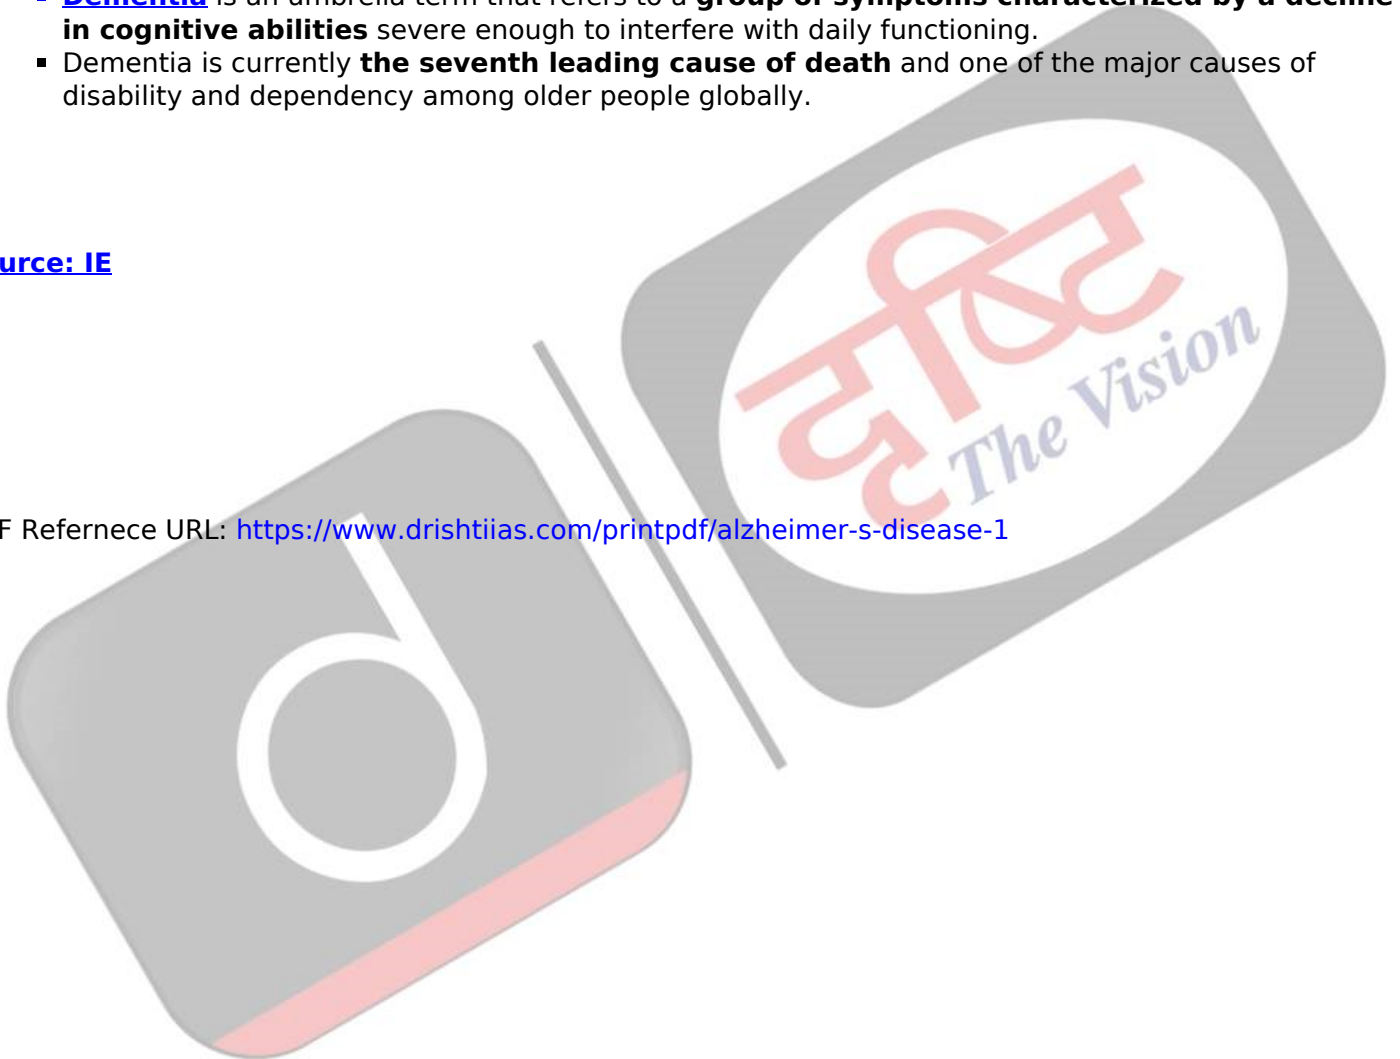 Dementia is an umbrella term that refers to a group of symptoms characterized by a decline
in cognitive abilities severe enough to interfere with daily functioning.
Dementia is currently the seventh leading cause of death and one of the major causes of
disability and dependency among older people globally.
urce: IE
F Refernece URL: https://www.drishtiias.com/printpdf/alzheimer-s-disease-1
दृष्टि
The Vision
d